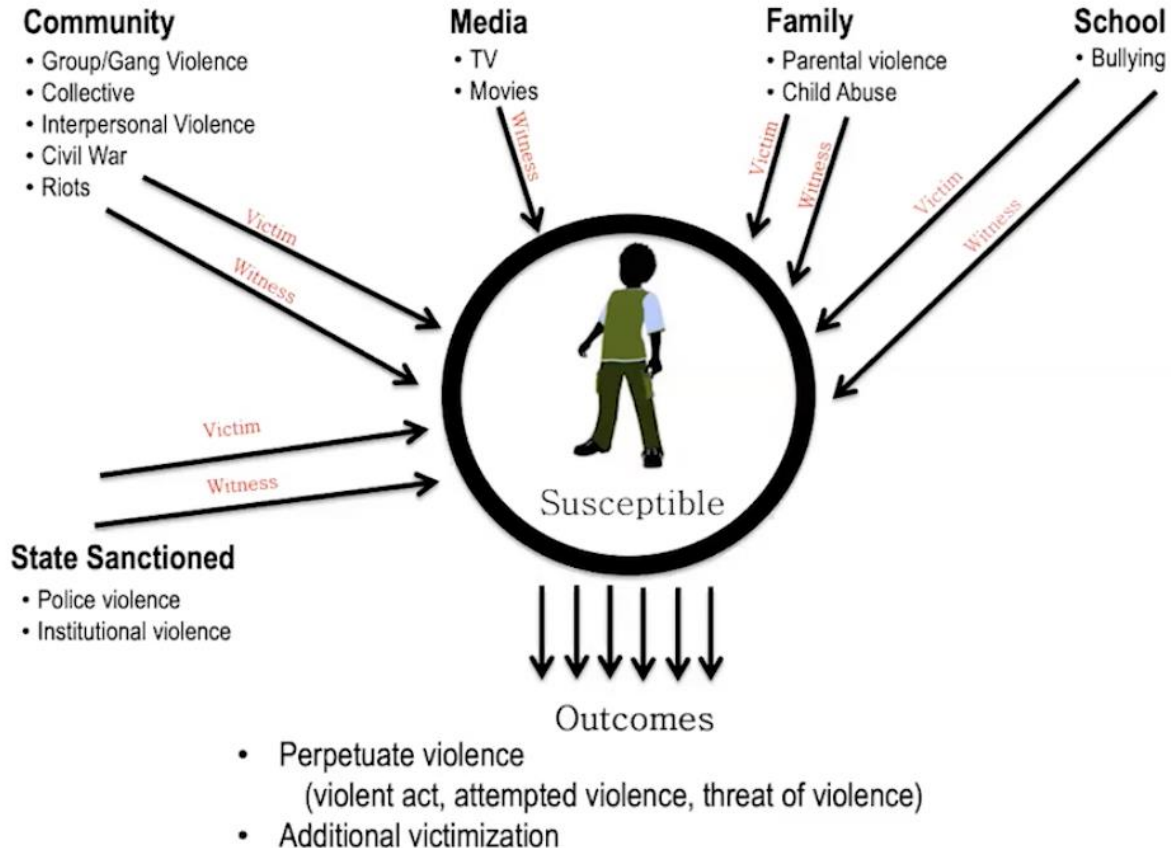 Community
• Group/Gang Violence
• Collective
• Interpersonal Violence
• Civil War
• Riots
Media
• TV
• Movies
Family
• Parental violence
• Child Abuse
School
• Bullying
Victim
Witness
Witness
Victim
Witness
Victim
Witness
Victim
Witness
State Sanctioned
• Police violence
• Institutional violence
Susceptible
Outcomes
• Perpetuate violence
(violent act, attempted violence, threat of violence)
• Additional victimization